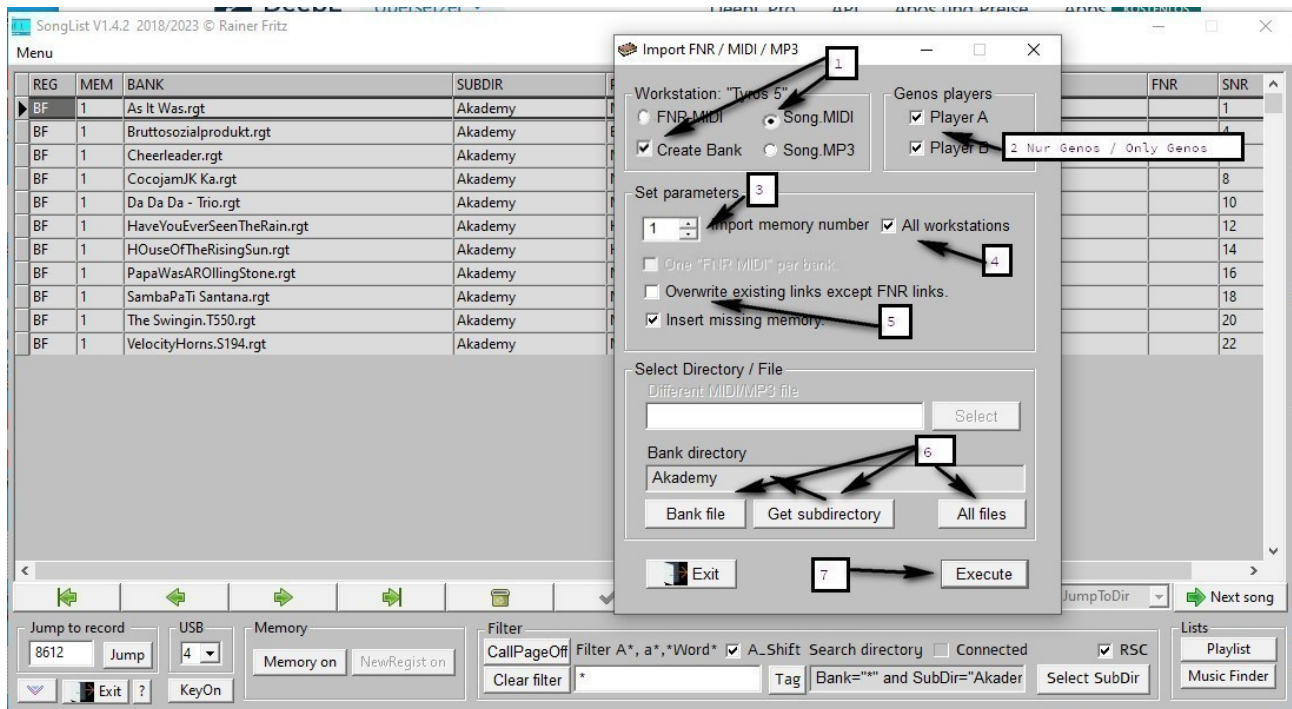 SongList V1.4.2 2018/2023 © Rainer Fritz
Menu
REG MEM BANK SUBDIR FNR SNR
BF 1 As It Was.rgt Akademy 1
BF 1 Bruttosozialprodukt.rgt Akademy
BF 1 Cheerleader.rgt Akademy
BF 1 CocojamJK Ka.rgt Akademy 8
BF 1 Da Da Da - Trio.rgt Akademy 10
BF 1 HaveYouEverSeenTheRain.rgt Akademy 12
BF 1 HOuseOfTheRisingSun.rgt Akademy 14
BF 1 PapaWasAROllingStone.rgt Akademy 16
BF 1 SambaPaTi Santana.rgt Akademy 18
BF 1 The Swingin.T550.rgt Akademy 20
BF 1 VelocityHorns.S194.rgt Akademy 22
Import FNR / MIDI / MP3
1
Workstation: "Tyros 5"
FNR-MIDI Song.MIDI
Create Bank Song.MP3
Genos players
Player A
Player B
2 Nur Genos / Only Genos
Set parameters
3
1 Import memory number All workstations
4
One "FNR MIDI" per bank.
Overwrite existing links except FNR links.
Insert missing memory.
5
Select Directory / File
Different MIDI/MP3 file
Select
Bank directory
6
Akademy
Bank file Get subdirectory All files
Exit 7 Execute
JumpToDir Next song
Jump to record
8612 Jump
Exit ? KeyOn
USB
4
Memory
Memory on NewRegist on
Filter
CallPageOff Filter A*, a*,*Word* A_Shift Search directory Connected RSC
Clear filter * Tag Bank="*" and SubDir="Akader Select SubDir
Lists
Playlist
Music Finder